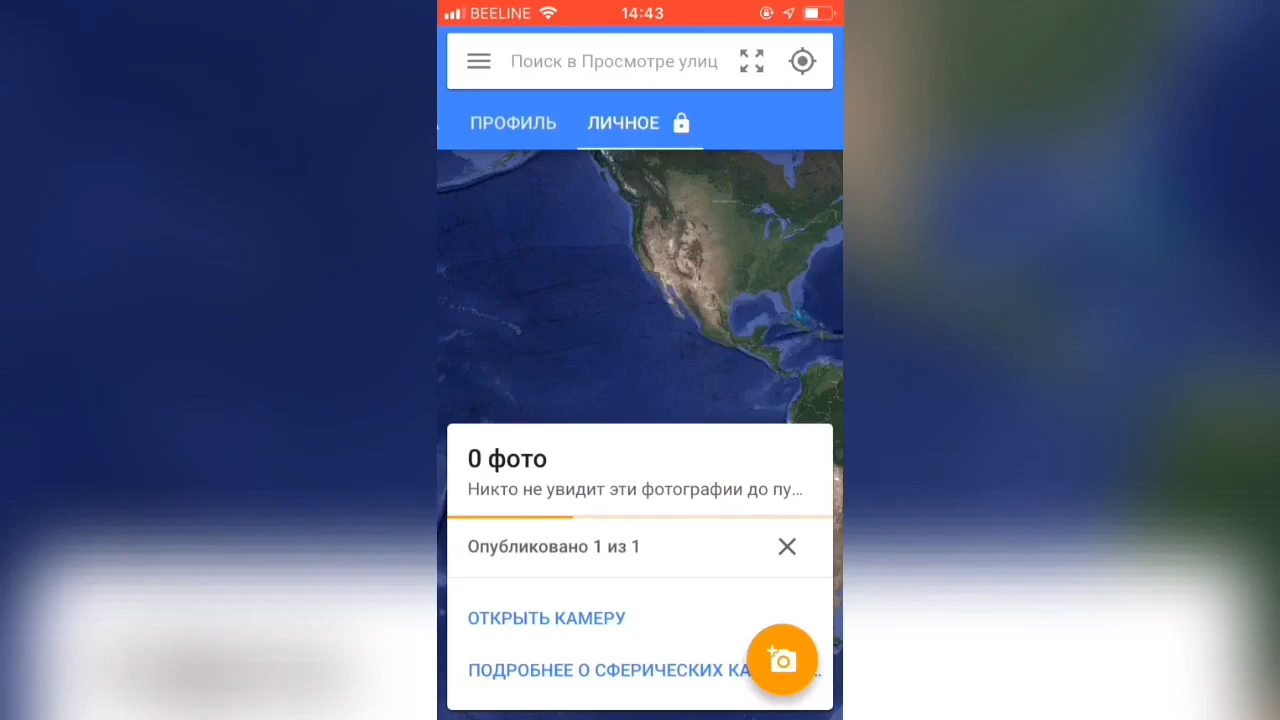 BEELINE 14:43
Поиск в Просмотре улиц
ПРОФИЛЬ ЛИЧНОЕ
0 фото
Никто не увидит эти фотографии до пу...
Опубликовано 1 из 1
ОТКРЫТЬ КАМЕРУ
ПОДРОБНЕЕ О СФЕРИЧЕСКИХ КА